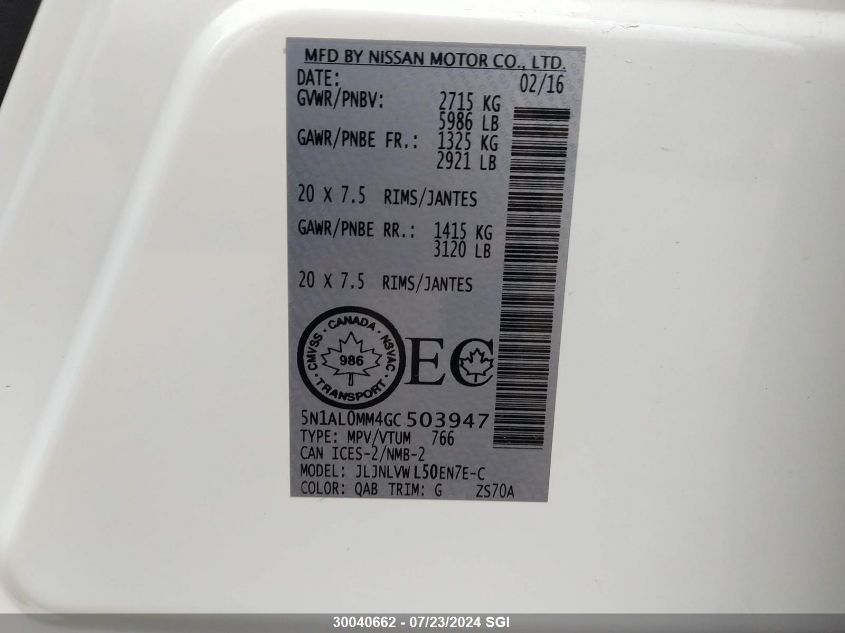 MFD BY NISSAN MOTOR CO., LTD.
DATE: 02/16
GVWR/PNBV: 2715 KG
5986 LB
GAWR/PNBE FR.: 1325 KG
2921 LB
20 X 7.5 RIMS/JANTES
GAWR/PNBE RR.: 1415 KG
3120 LB
20 X 7.5 RIMS/JANTES
CMVSS · CANADA · NSVAC · TRANSPORT ·
986
EC
5N1AL0MM4GC503947
TYPE: MPV/VTUM 766
CAN ICES-2/NMB-2
MODEL: JLJNLVWL50EN7E-C
COLOR: QAB TRIM: G ZS70A
30040662 - 07/23/2024 SGI